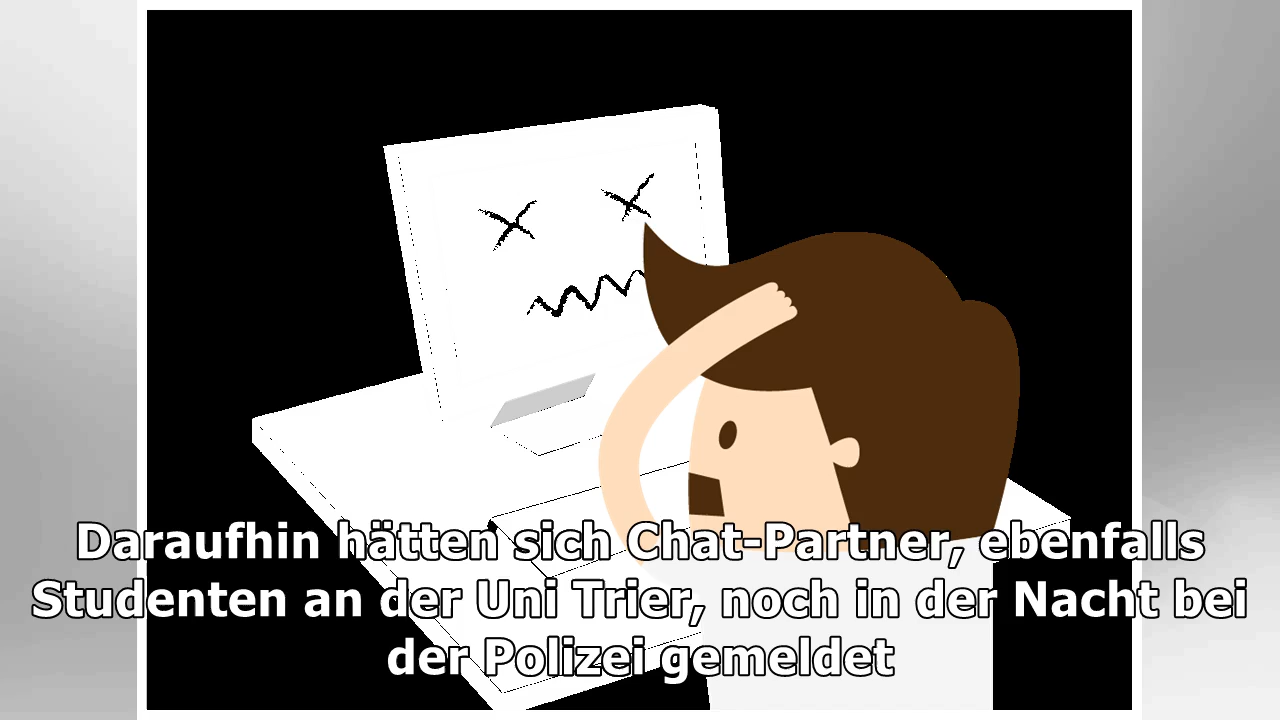 Daraufhin hätten sich Chat-Partner, ebenfalls
Studenten an der Uni Trier, noch in der Nacht bei
der Polizei gemeldet